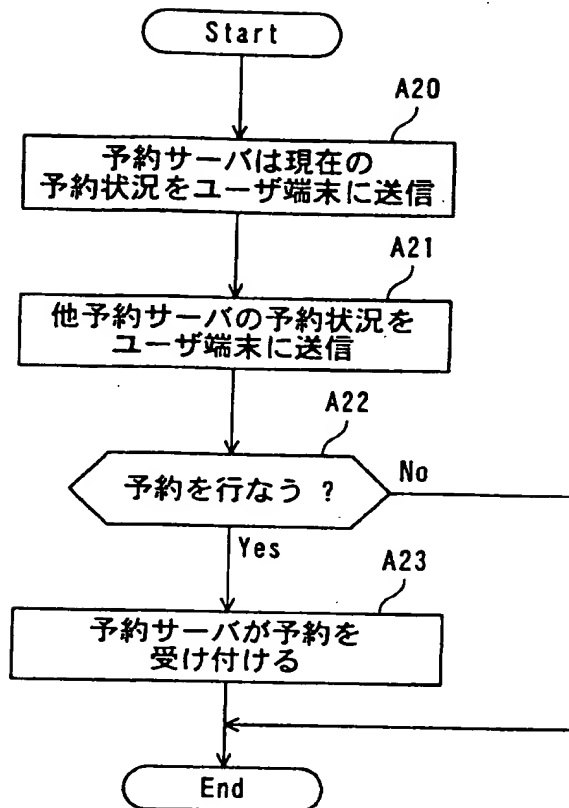 Start
A20
予約サーバは現在の
予約状況をユーザ端末に送信
A21
他予約サーバの予約状況を
ユーザ端末に送信
A22
予約を行なう ?
No
Yes
A23
予約サーバが予約を
受け付ける
End